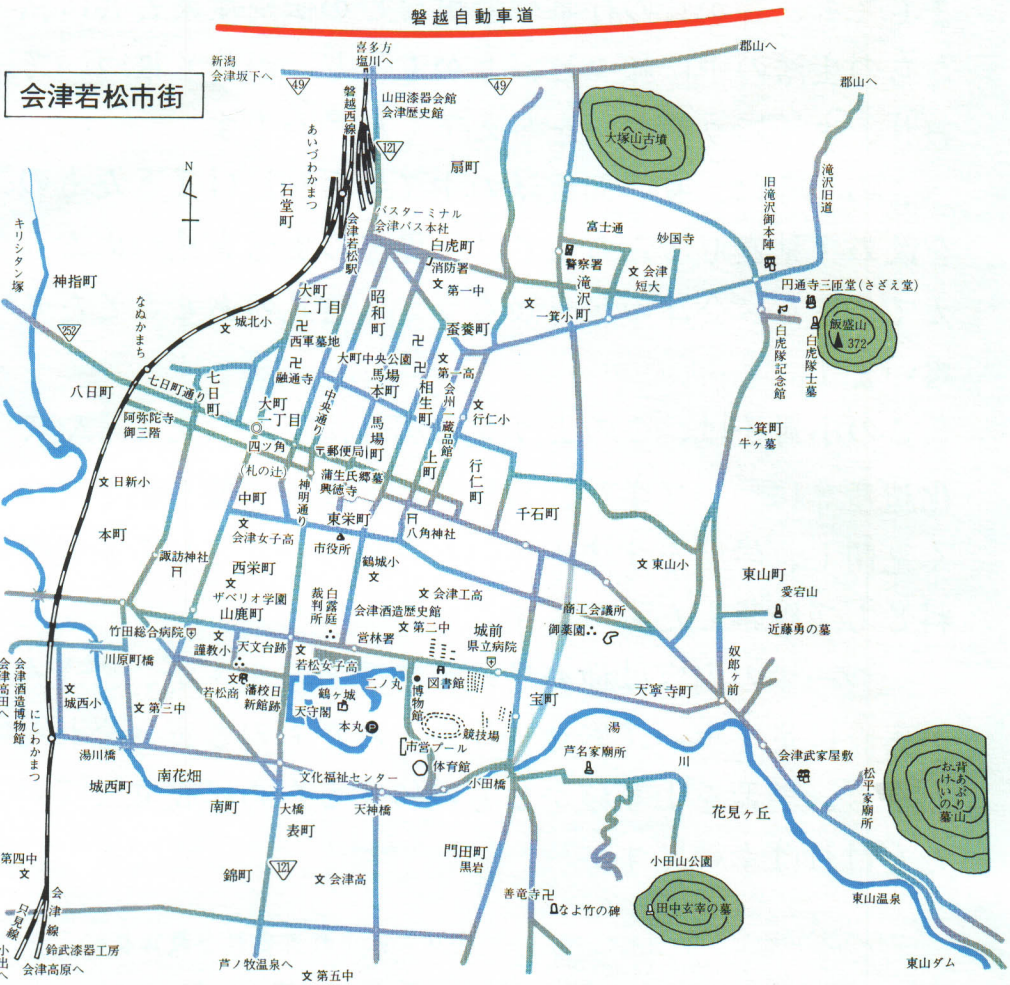 磐越自動車道
会津若松市街
新潟
会津坂下へ
49
喜多方
塩川へ
49
郡山へ
郡山へ
磐越西線
山田漆器会館
会津歴史館
121
あいづわかまつ
石堂町
扇町
大塚山古墳
滝沢旧道
N
キリシタン塚
神指町
バスターミナル
会津バス本社
会津若松駅
白虎町
消防署
文第一中
富士通
妙国寺
旧滝沢御本陣
警察署
滝沢町
文会津
短大
円通寺三匝堂(さざえ堂)
飯盛山
372
白虎隊記念館
白虎隊士墓
文一箕小
一箕町
牛ヶ墓
なぬかまち
252
文城北小
大町
二丁目
卍
西軍墓地
卍
融通寺
昭和町
蚕養町
大町中央公園
馬場
本町
卍
卍
文
第一高
相生町
会州一蔵品館
文
行仁小
八日町
七日町通り
七日町
阿弥陀寺
御三階
大町
一丁目
中央通り
馬場町
上町
行仁町
四ツ角
〒郵便局
(札の辻)
蒲生氏郷墓
興徳寺
神明通り
文日新小
中町
文
会津女子高
東栄町
市役所
八角神社
千石町
本町
諏訪神社
西栄町
鶴城小
文
文東山小
東山町
愛宕山
近藤勇の墓
文
ザベリオ学園
山鹿町
裁判所
白露庭
文会津工高
会津酒造歴史館
文第二中
営林署
城前
県立病院
商工会議所
御薬園
竹田総合病院
文
護教小
天文台跡
文
若松女子高
川原町橋
会津酒造博物館
会津高田へ
文
城西小
文第三中
文
若松商
藩校日
新館跡
鶴ヶ城
二ノ丸
天守閣
本丸
P
博物館
図書館
競技場
宝町
天寧寺町
奴郎ヶ前
にしわかまつ
湯川橋
市営プール
体育館
湯
川
芦名家廟所
会津武家屋敷
松平家廟所
背あぶり山
おけいの墓
城西町
南花畑
文化福祉センター
小田橋
南町
大橋
天神橋
花見ヶ丘
表町
第四中
文
錦町
121
文会津高
門田町
黒岩
小田山公園
善竜寺卍
なよ竹の碑
田中玄宰の墓
東山温泉
会津線
只見線
小出へ
鈴武漆器工房
会津高原へ
芦ノ牧温泉へ
文第五中
東山ダム